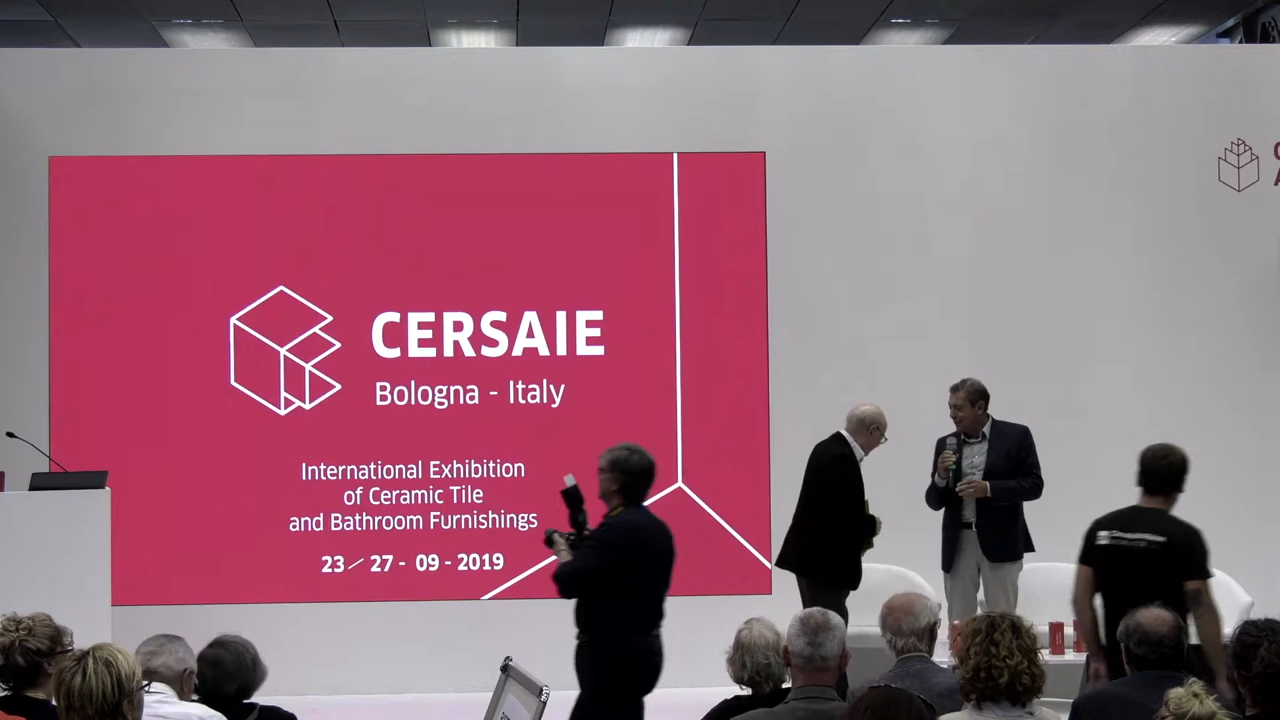 CERSAIE
Bologna - Italy
International Exhibition
of Ceramic Tile
and Bathroom Furnishings
23 / 27 - 09 - 2019